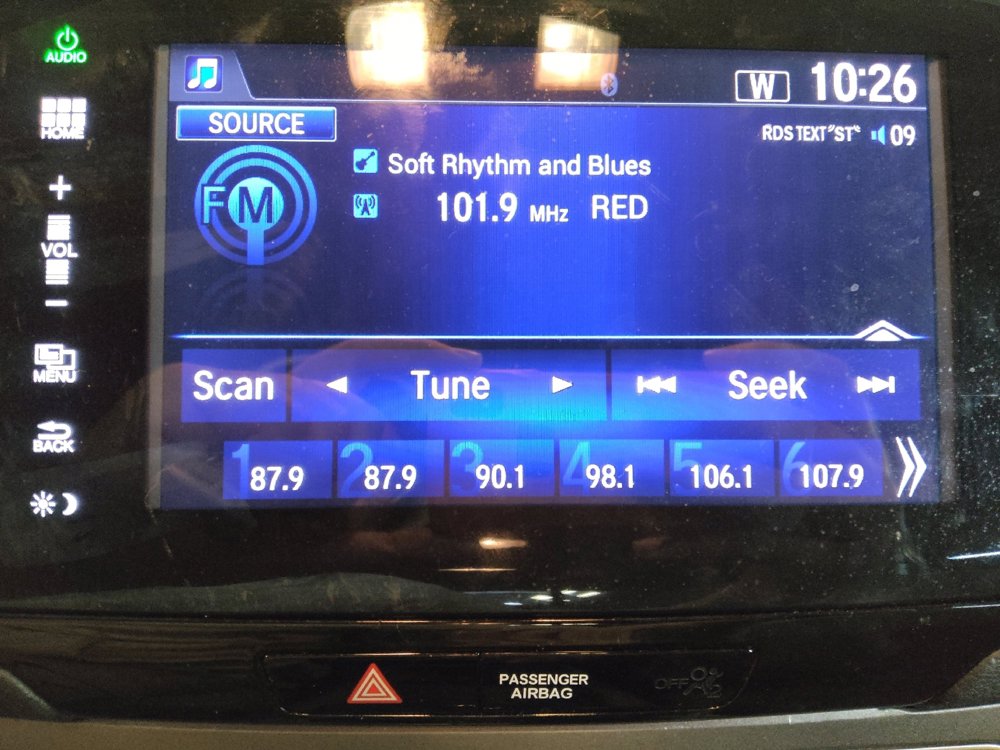 AUDIO
W 10:26
HOME
SOURCE
RDS TEXT "ST" 09
FM
Soft Rhythm and Blues
101.9 MHz RED
+
VOL
−
MENU
Scan Tune Seek
BACK
1 87.9 2 87.9 3 90.1 4 98.1 5 106.1 6 107.9
PASSENGER
AIRBAG
OFF